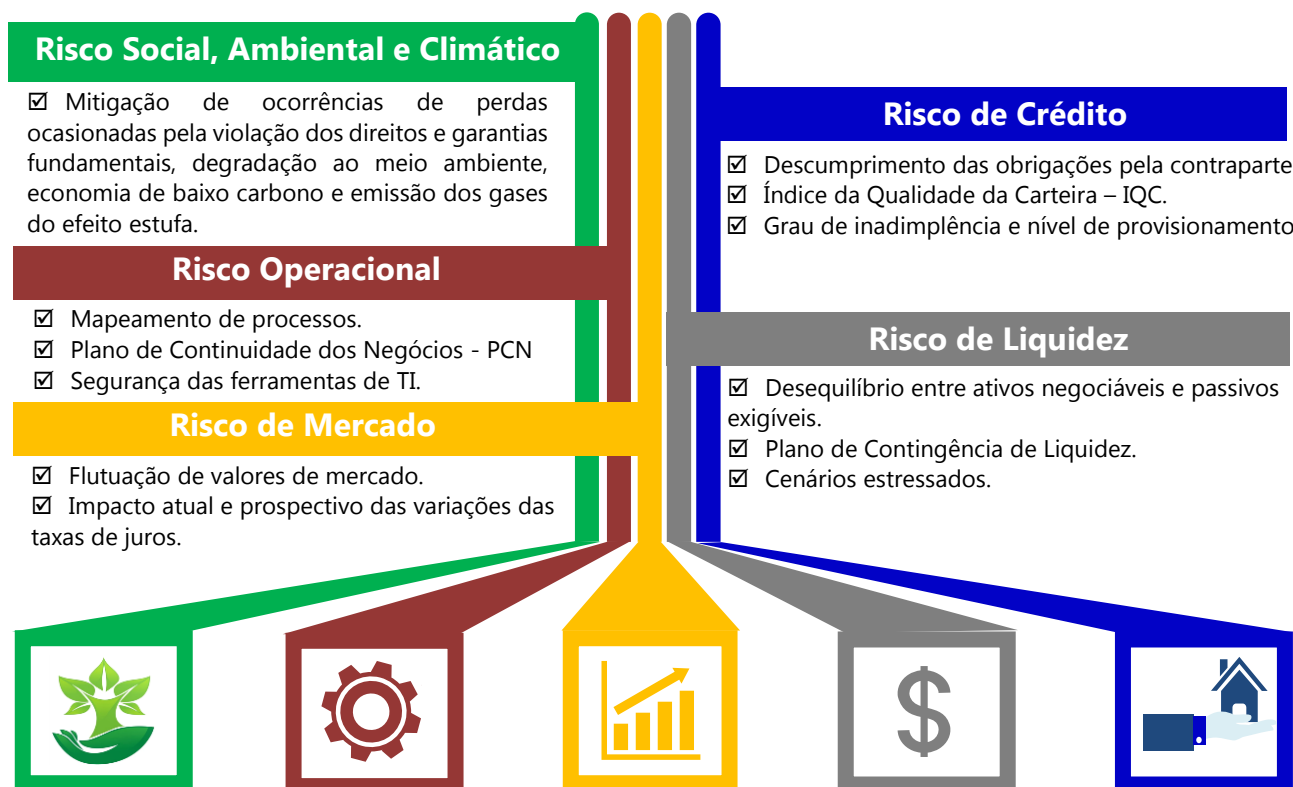 Risco Social, Ambiental e Climático
☑ Mitigação de ocorrências de perdas
ocasionadas pela violação dos direitos e garantias
fundamentais, degradação ao meio ambiente,
economia de baixo carbono e emissão dos gases
do efeito estufa.
Risco Operacional
☑ Mapeamento de processos.
☑ Plano de Continuidade dos Negócios - PCN
☑ Segurança das ferramentas de TI.
Risco de Mercado
☑ Flutuação de valores de mercado.
☑ Impacto atual e prospectivo das variações das
taxas de juros.
Risco de Crédito
☑ Descumprimento das obrigações pela contraparte
☑ Índice da Qualidade da Carteira – IQC.
☑ Grau de inadimplência e nível de provisionamento
Risco de Liquidez
☑ Desequilíbrio entre ativos negociáveis e passivos
exigíveis.
☑ Plano de Contingência de Liquidez.
☑ Cenários estressados.
$